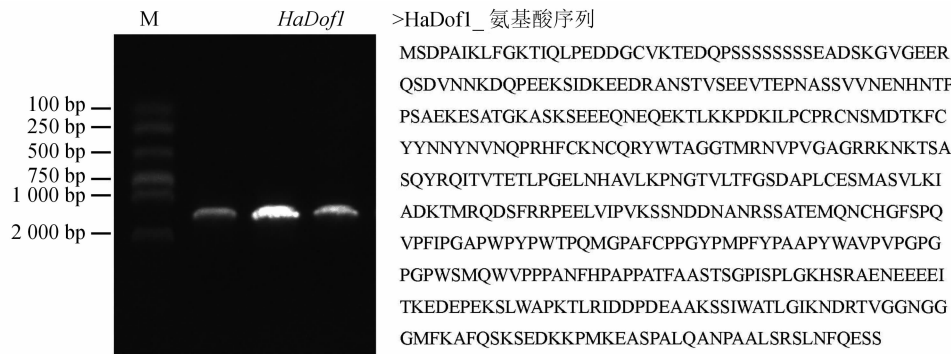 M HaDof1
100 bp
250 bp
500 bp
750 bp
1 000 bp
2 000 bp
>HaDof1_氨基酸序列
MSDPAIKLFGKTIQLPEDDGCVKTEDQPSSSSSSSSEADSKGVGEER
QSDVNNKDQPEEKSIDKEEDRANSTVSEEVTEPNASSVVNENHNTP
PSAEKESATGKASKSEEEQNEQEKTLKKPDKILPCPRCNSMDTKFC
YYNNYNVNQPRHFCKNCQRYWTAGGTMRNVPVGAGRRKNKTSA
SQYRQITVTETLPGELNHAVLKPNGTVLTFGSDAPLCESMASVLKI
ADKTMRQDSFRRPEELVIPVKSSNDDNANRSSATEMQNCHGFSPQ
VPFIPGAPWPYPWTPQMGPAFCPPGYPMPFYPAAPYWAVPVPGPG
PGPWSMQWVPPPANFHPAPPATFAASTSGPISPLGKHSRAENEEEEI
TKEDEPEKSLWAPKTLRIDDPDEAAKSSIWATLGIKNDRTVGGNGG
GMFKAFQSKSEDKKPMKEASPALQANPAALSRSLNFQESS